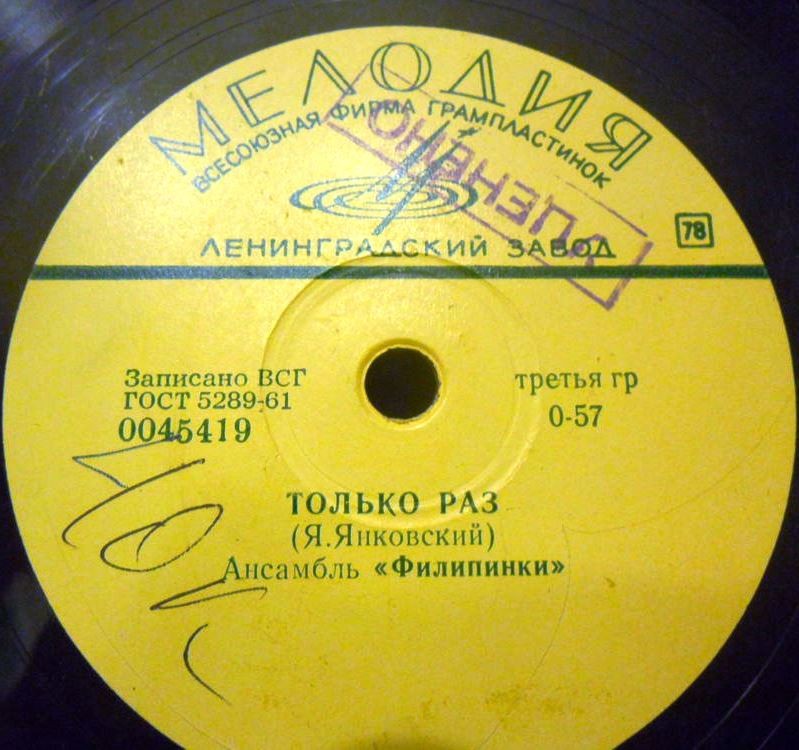 МЕЛОДИЯ
ВСЕСОЮЗНАЯ ФИРМА ГРАМПЛАСТИНОК
УЦЕНЕНО
ЛЕНИНГРАДСКИЙ ЗАВОД
78
Записано ВСГ
ГОСТ 5289-61
0045419
третья гр
0-57
ТОЛЬКО РАЗ
(Я.Янковский)
Ансамбль «Филипинки»